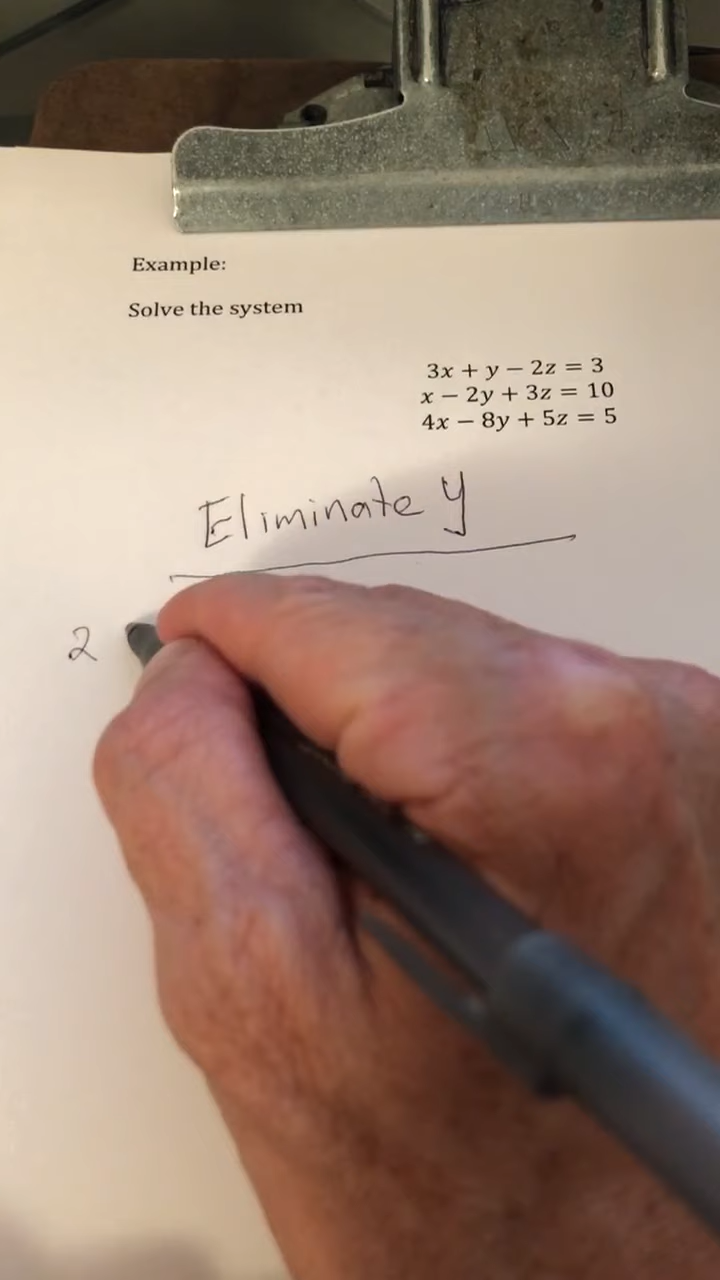 Example:
Solve the system
3x + y − 2z = 3
x − 2y + 3z = 10
4x − 8y + 5z = 5
Eliminate y
2